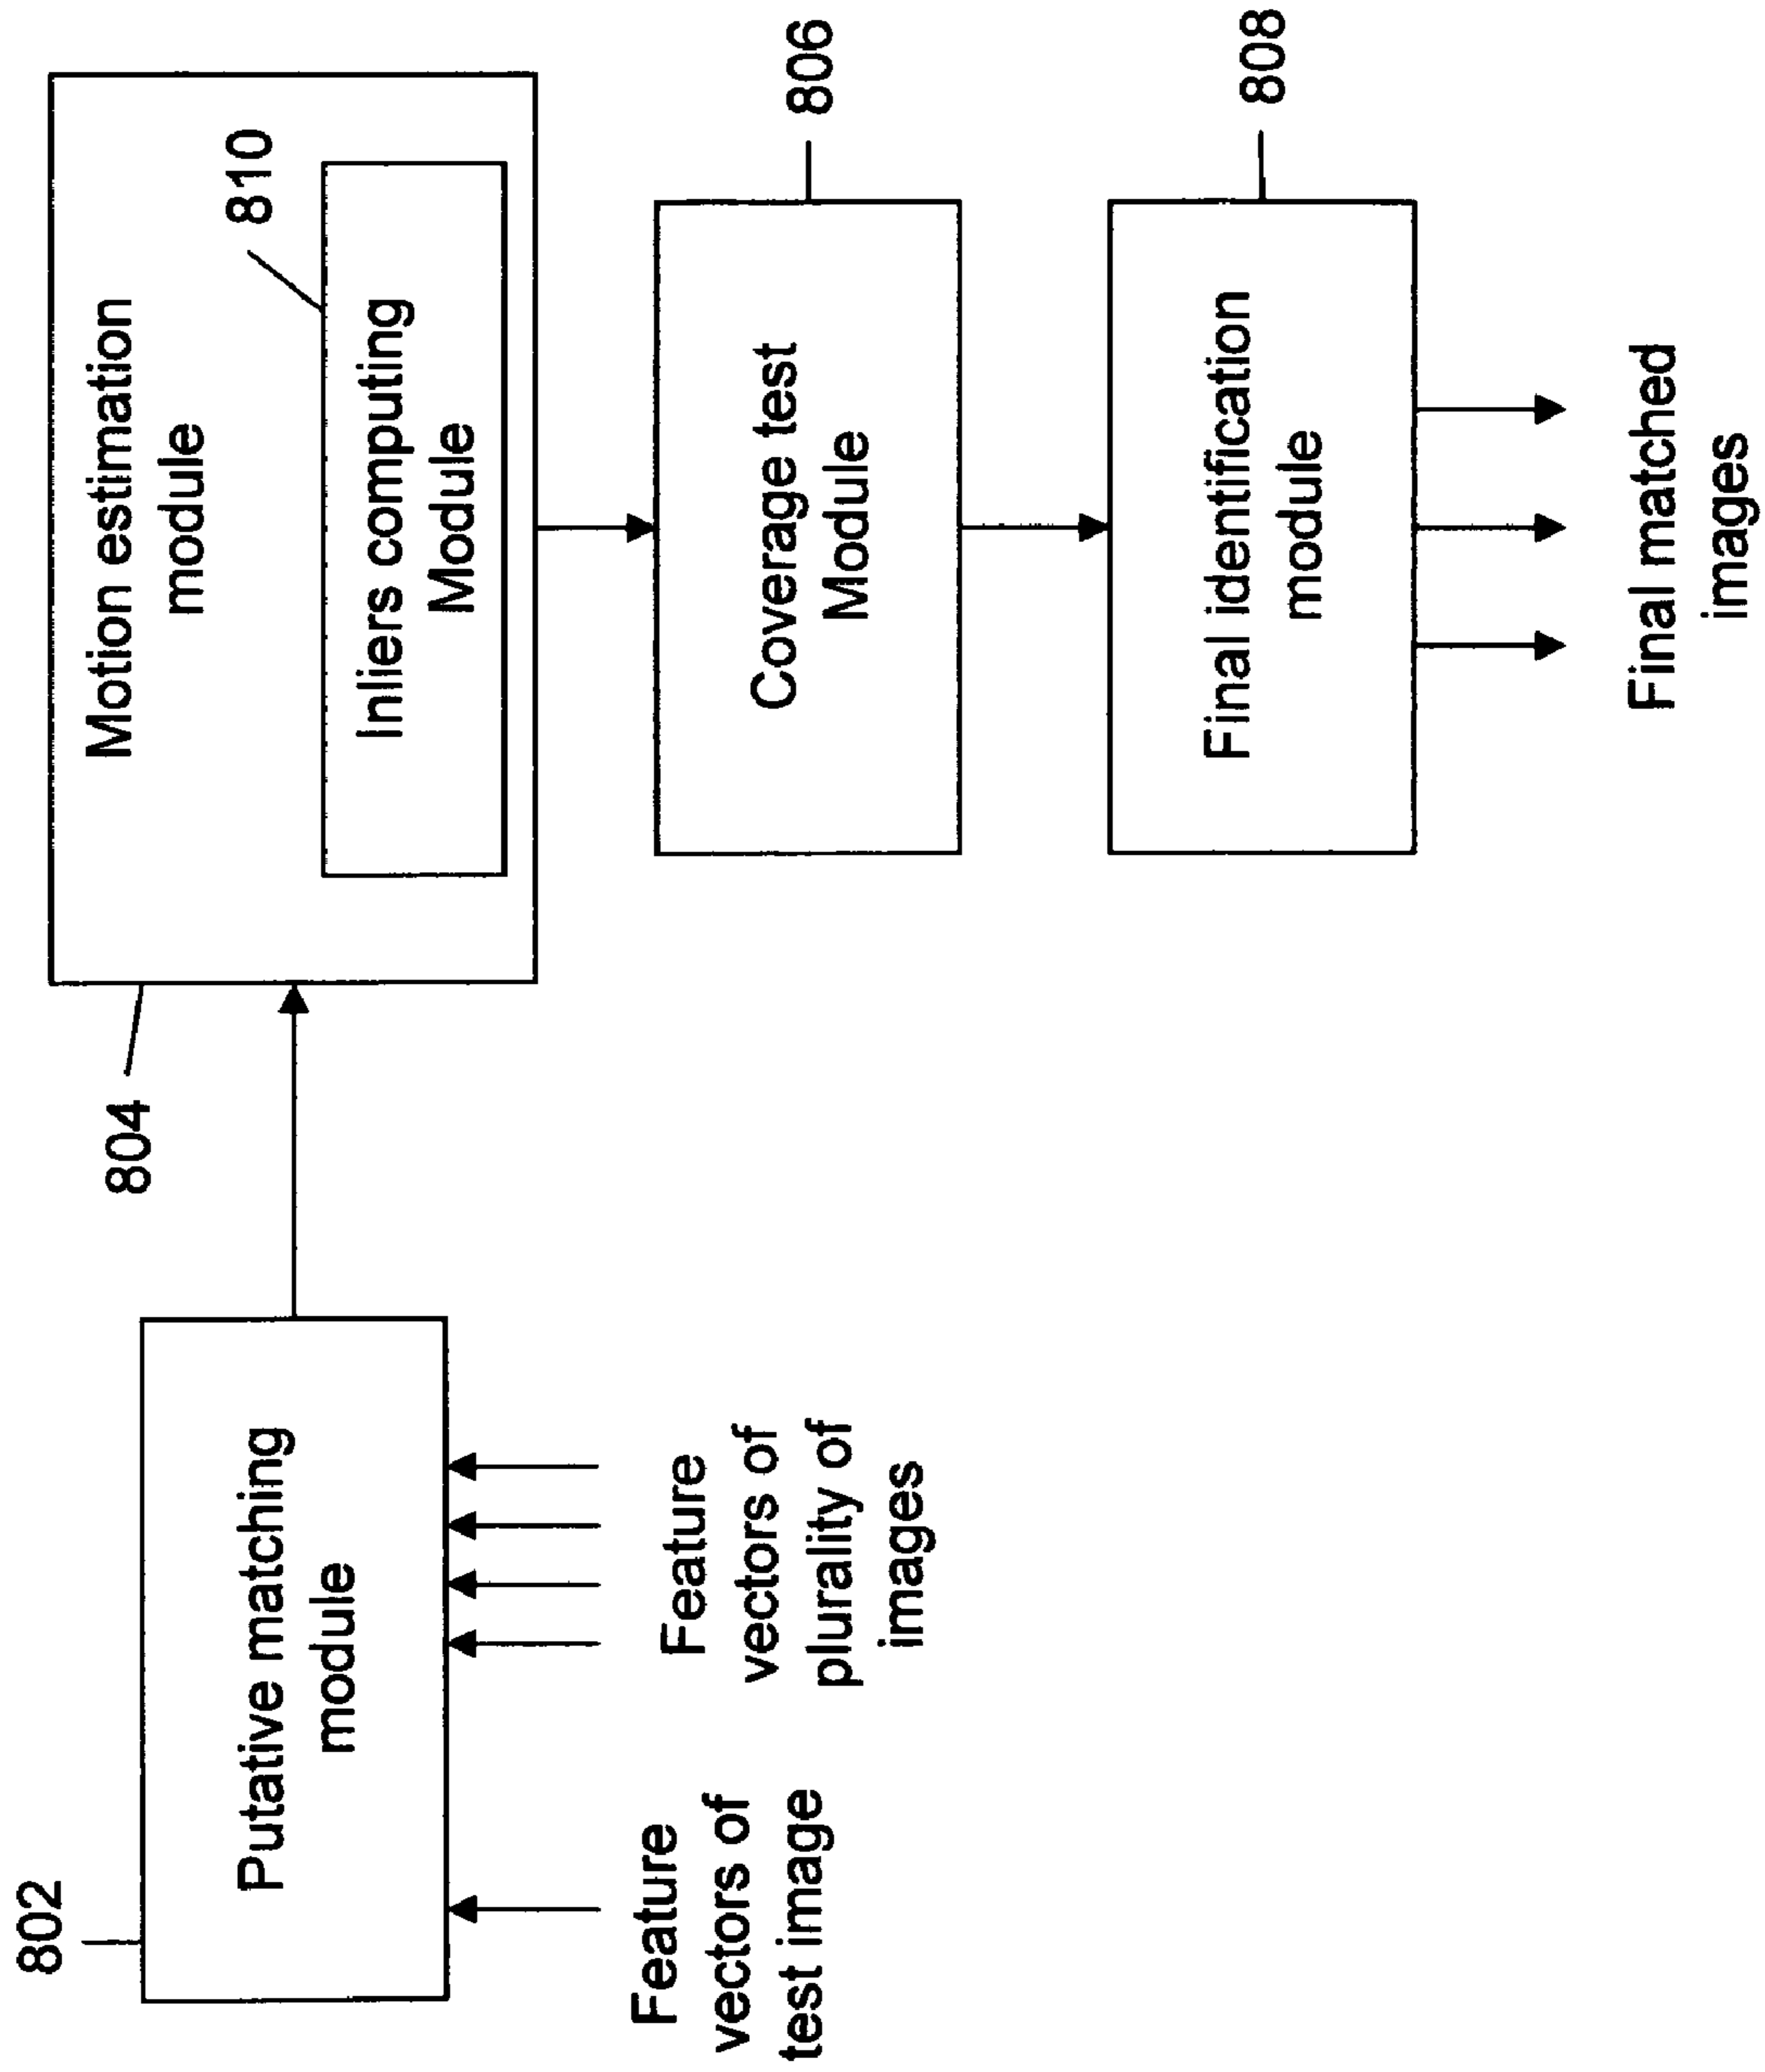 802
Putative matching
module
Feature
vectors of
test image
Feature
vectors of
plurality of
images
804
Motion estimation
module
810
Inliers computing
Module
Coverage test
Module
806
Final identification
module
808
Final matched
images